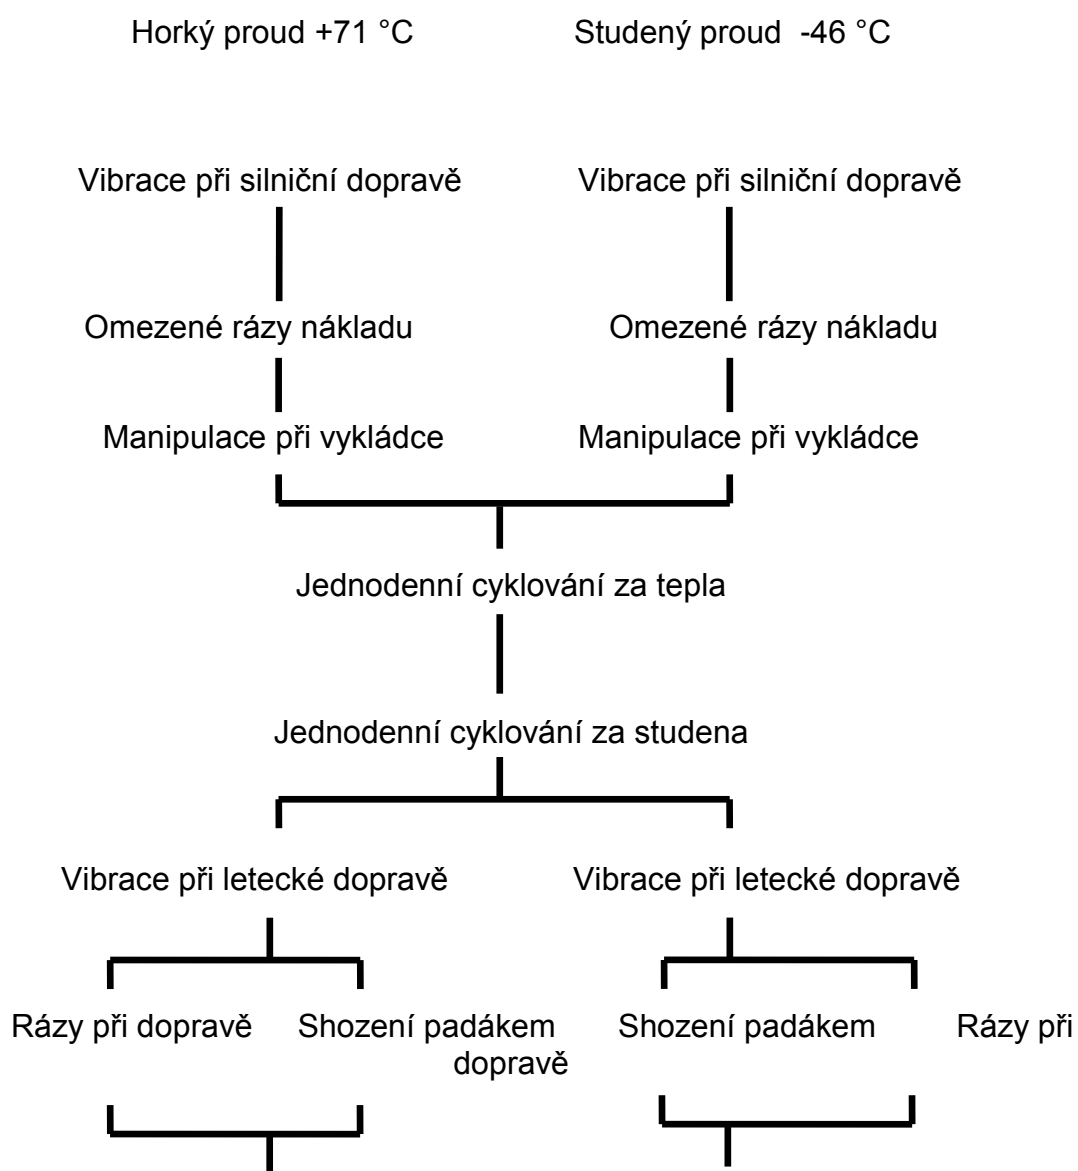 Horký proud +71 °C Studený proud -46 °C
Vibrace při silniční dopravě Vibrace při silniční dopravě
Omezené rázy nákladu Omezené rázy nákladu
Manipulace při vykládce Manipulace při vykládce
Jednodenní cyklování za tepla
Jednodenní cyklování za studena
Vibrace při letecké dopravě Vibrace při letecké dopravě
Rázy při dopravě Shození padákem Shození padákem Rázy při
dopravě